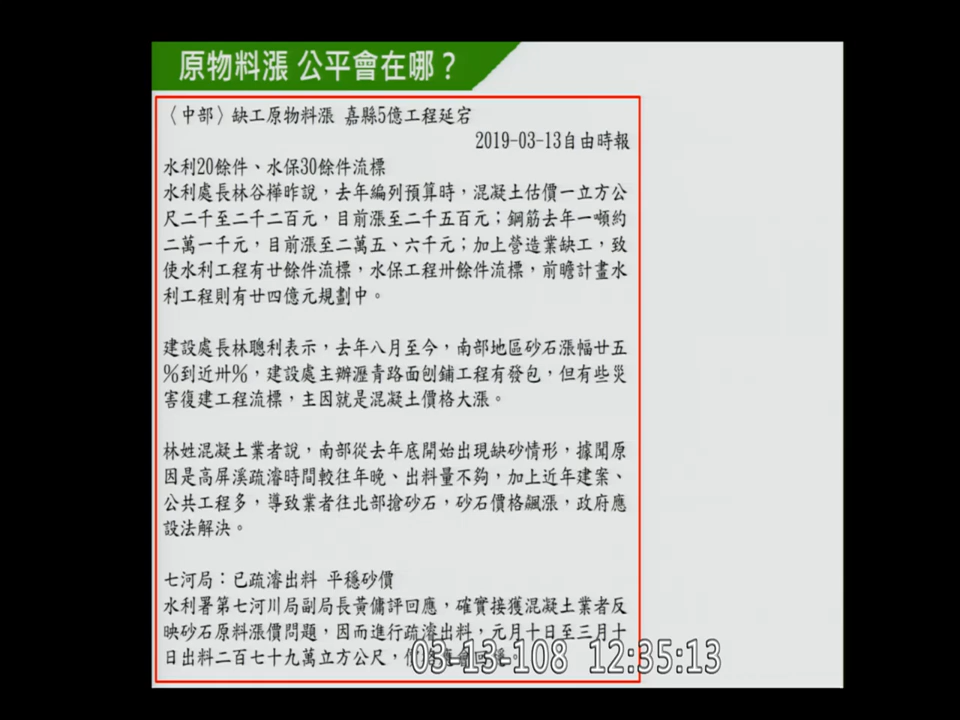 原物料漲 公平會在哪？
〈中部〉缺工原物料漲 嘉縣5億工程延宕
2019-03-13自由時報
水利20餘件、水保30餘件流標
水利處長林谷樺昨說，去年編列預算時，混凝土估價一立方公
尺二千至二千二百元，目前漲至二千五百元；鋼筋去年一噸約
二萬一千元，目前漲至二萬五、六千元；加上營造業缺工，致
使水利工程有廿餘件流標，水保工程卅餘件流標，前瞻計畫水
利工程則有廿四億元規劃中。
建設處長林聰利表示，去年八月至今，南部地區砂石漲幅廿五
％到近卅％，建設處主辦瀝青路面刨鋪工程有發包，但有些災
害復建工程流標，主因就是混凝土價格大漲。
林姓混凝土業者說，南部從去年底開始出現缺砂情形，據聞原
因是高屏溪疏濬時間較往年晚、出料量不夠，加上近年建案、
公共工程多，導致業者往北部搶砂石，砂石價格飆漲，政府應
設法解決。
七河局：已疏濬出料 平穩砂價
水利署第七河川局副局長黃傭評回應，確實接獲混凝土業者反
映砂石原料漲價問題，因而進行疏濬出料，元月十日至三月十
日出料二百七十九萬立方公尺，
03-13-108 12:35:13